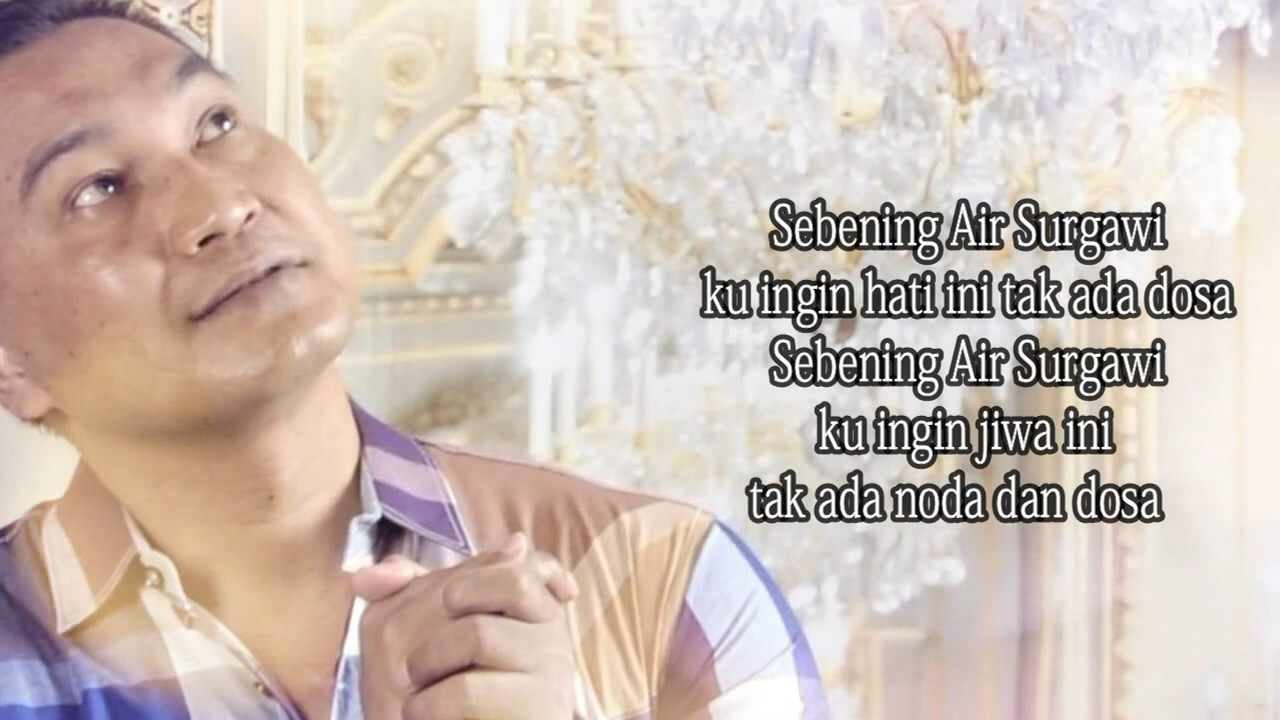 Sebening Air Surgawi
ku ingin hati ini tak ada dosa
Sebening Air Surgawi
ku ingin jiwa ini
tak ada noda dan dosa